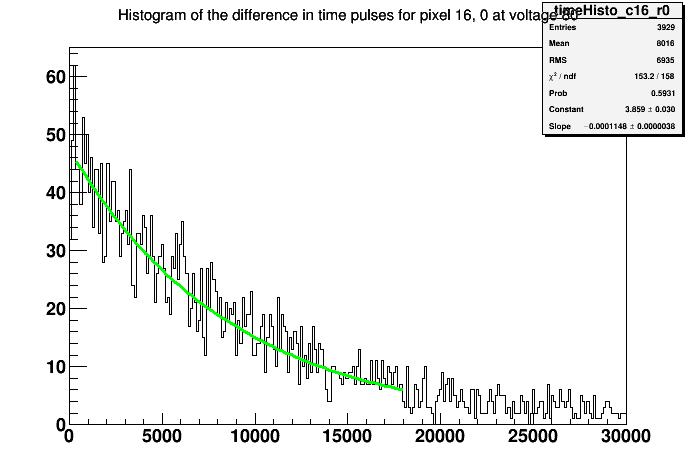 Histogram of the difference in time pulses for pixel 16, 0 at voltage 80
timeHisto_c16_r0
Entries 3929
Mean 8016
RMS 6935
χ² / ndf 153.2 / 158
Prob 0.5931
Constant 3.859 ± 0.030
Slope −0.0001148 ± 0.0000038
60
50
40
30
20
10
0
0 5000 10000 15000 20000 25000 30000